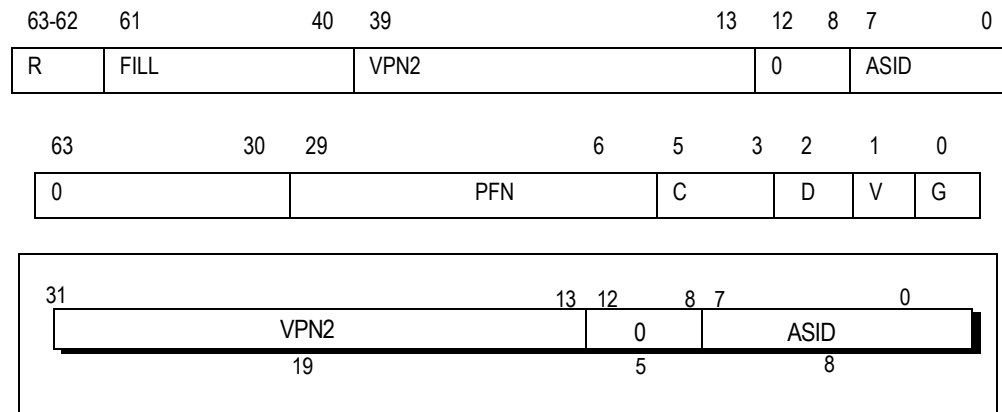 63-62 61 40 39 13 12 8 7 0
R FILL VPN2 0 ASID
63 30 29 6 5 3 2 1 0
0 PFN C D V G
31 13 12 8 7 0
VPN2 0 ASID
19 5 8